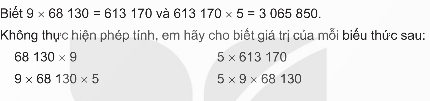 Biết 9 × 68 130 = 613 170 và 613 170 × 5 = 3 065 850.
Không thực hiện phép tính, em hãy cho biết giá trị của mỗi biểu thức sau:
68 130 × 9 5 × 613 170
9 × 68 130 × 5 5 × 9 × 68 130